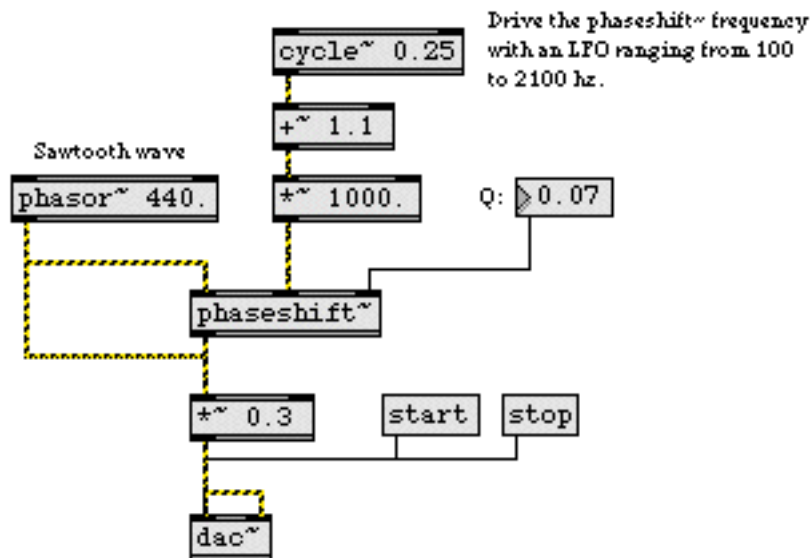 Drive the phaseshift~ frequency
with an LFO ranging from 100
to 2100 hz.
cycle~ 0.25
+~ 1.1
Sawtooth wave
phasor~ 440.
*~ 1000.
Q: 0.07
phaseshift~
*~ 0.3
start
stop
dac~